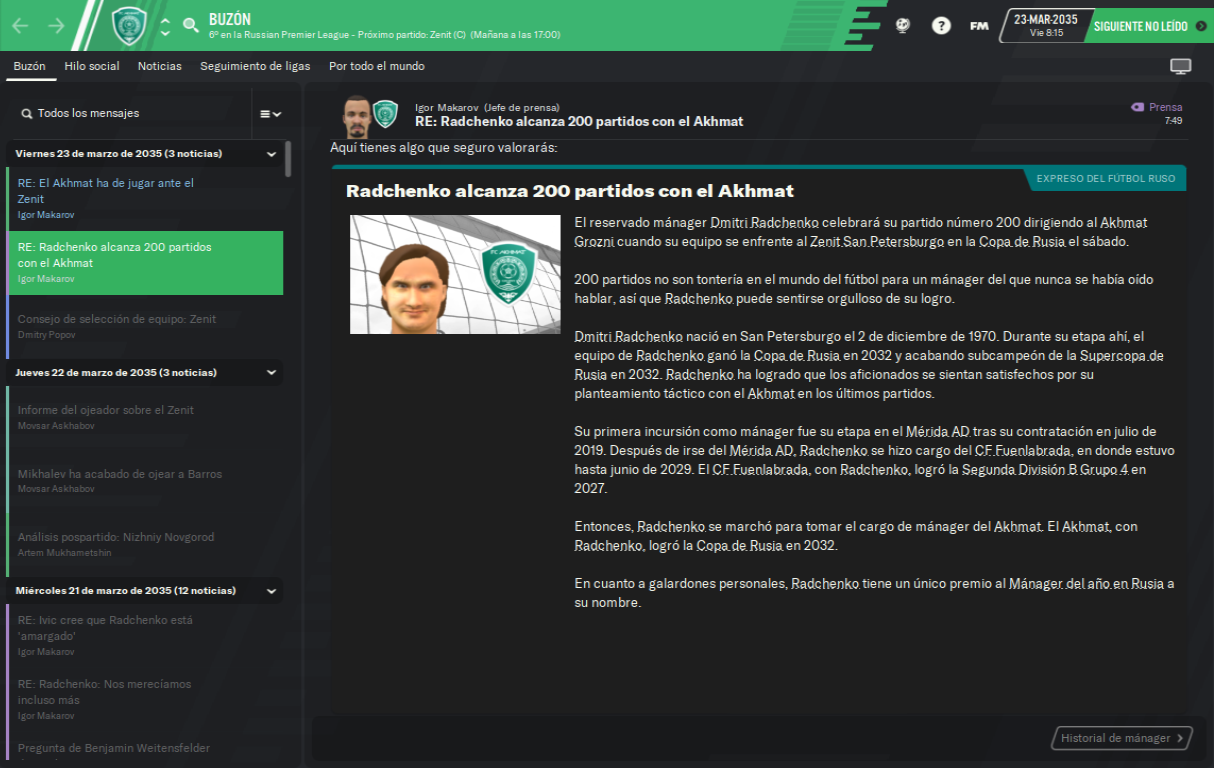 BUZÓN
6º en la Russian Premier League - Próximo partido: Zenit (C) (Mañana a las 17:00)
?
FM
23-MAR-2035
Vie 8:15
SIGUIENTE NO LEÍDO
Buzón
Hilo social
Noticias
Seguimiento de ligas
Por todo el mundo
Todos los mensajes
Viernes 23 de marzo de 2035 (3 noticias)
RE: El Akhmat ha de jugar ante el
Zenit
Igor Makarov
RE: Radchenko alcanza 200 partidos
con el Akhmat
Igor Makarov
Consejo de selección de equipo: Zenit
Dmitry Popov
Jueves 22 de marzo de 2035 (3 noticias)
Informe del ojeador sobre el Zenit
Movsar Askhabov
Mikhalev ha acabado de ojear a Barros
Movsar Askhabov
Análisis pospartido: Nizhniy Novgorod
Artem Mukhametshin
Miércoles 21 de marzo de 2035 (12 noticias)
RE: Ivic cree que Radchenko está
'amargado'
Igor Makarov
RE: Radchenko: Nos merecíamos
incluso más
Igor Makarov
Pregunta de Benjamin Weitensfelder
Igor Makarov (Jefe de prensa)
RE: Radchenko alcanza 200 partidos con el Akhmat
Prensa
7:49
Aquí tienes algo que seguro valorarás:
EXPRESO DEL FÚTBOL RUSO
Radchenko alcanza 200 partidos con el Akhmat
FC AKHMAT
El reservado mánager Dmitri Radchenko celebrará su partido número 200 dirigiendo al Akhmat
Grozni cuando su equipo se enfrente al Zenit San Petersburgo en la Copa de Rusia el sábado.
200 partidos no son tontería en el mundo del fútbol para un mánager del que nunca se había oído
hablar, así que Radchenko puede sentirse orgulloso de su logro.
Dmitri Radchenko nació en San Petersburgo el 2 de diciembre de 1970. Durante su etapa ahí, el
equipo de Radchenko ganó la Copa de Rusia en 2032 y acabando subcampeón de la Supercopa de
Rusia en 2032. Radchenko ha logrado que los aficionados se sientan satisfechos por su
planteamiento táctico con el Akhmat en los últimos partidos.
Su primera incursión como mánager fue su etapa en el Mérida AD tras su contratación en julio de
2019. Después de irse del Mérida AD, Radchenko se hizo cargo del CF Fuenlabrada, en donde estuvo
hasta junio de 2029. El CF Fuenlabrada, con Radchenko, logró la Segunda División B Grupo 4 en
2027.
Entonces, Radchenko se marchó para tomar el cargo de mánager del Akhmat. El Akhmat, con
Radchenko, logró la Copa de Rusia en 2032.
En cuanto a galardones personales, Radchenko tiene un único premio al Mánager del año en Rusia a
su nombre.
Historial de mánager